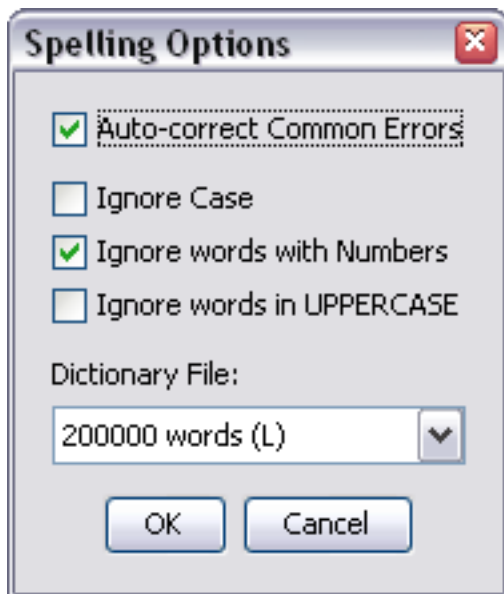 Spelling Options
Auto-correct Common Errors
Ignore Case
Ignore words with Numbers
Ignore words in UPPERCASE
Dictionary File:
200000 words (L)
OK Cancel